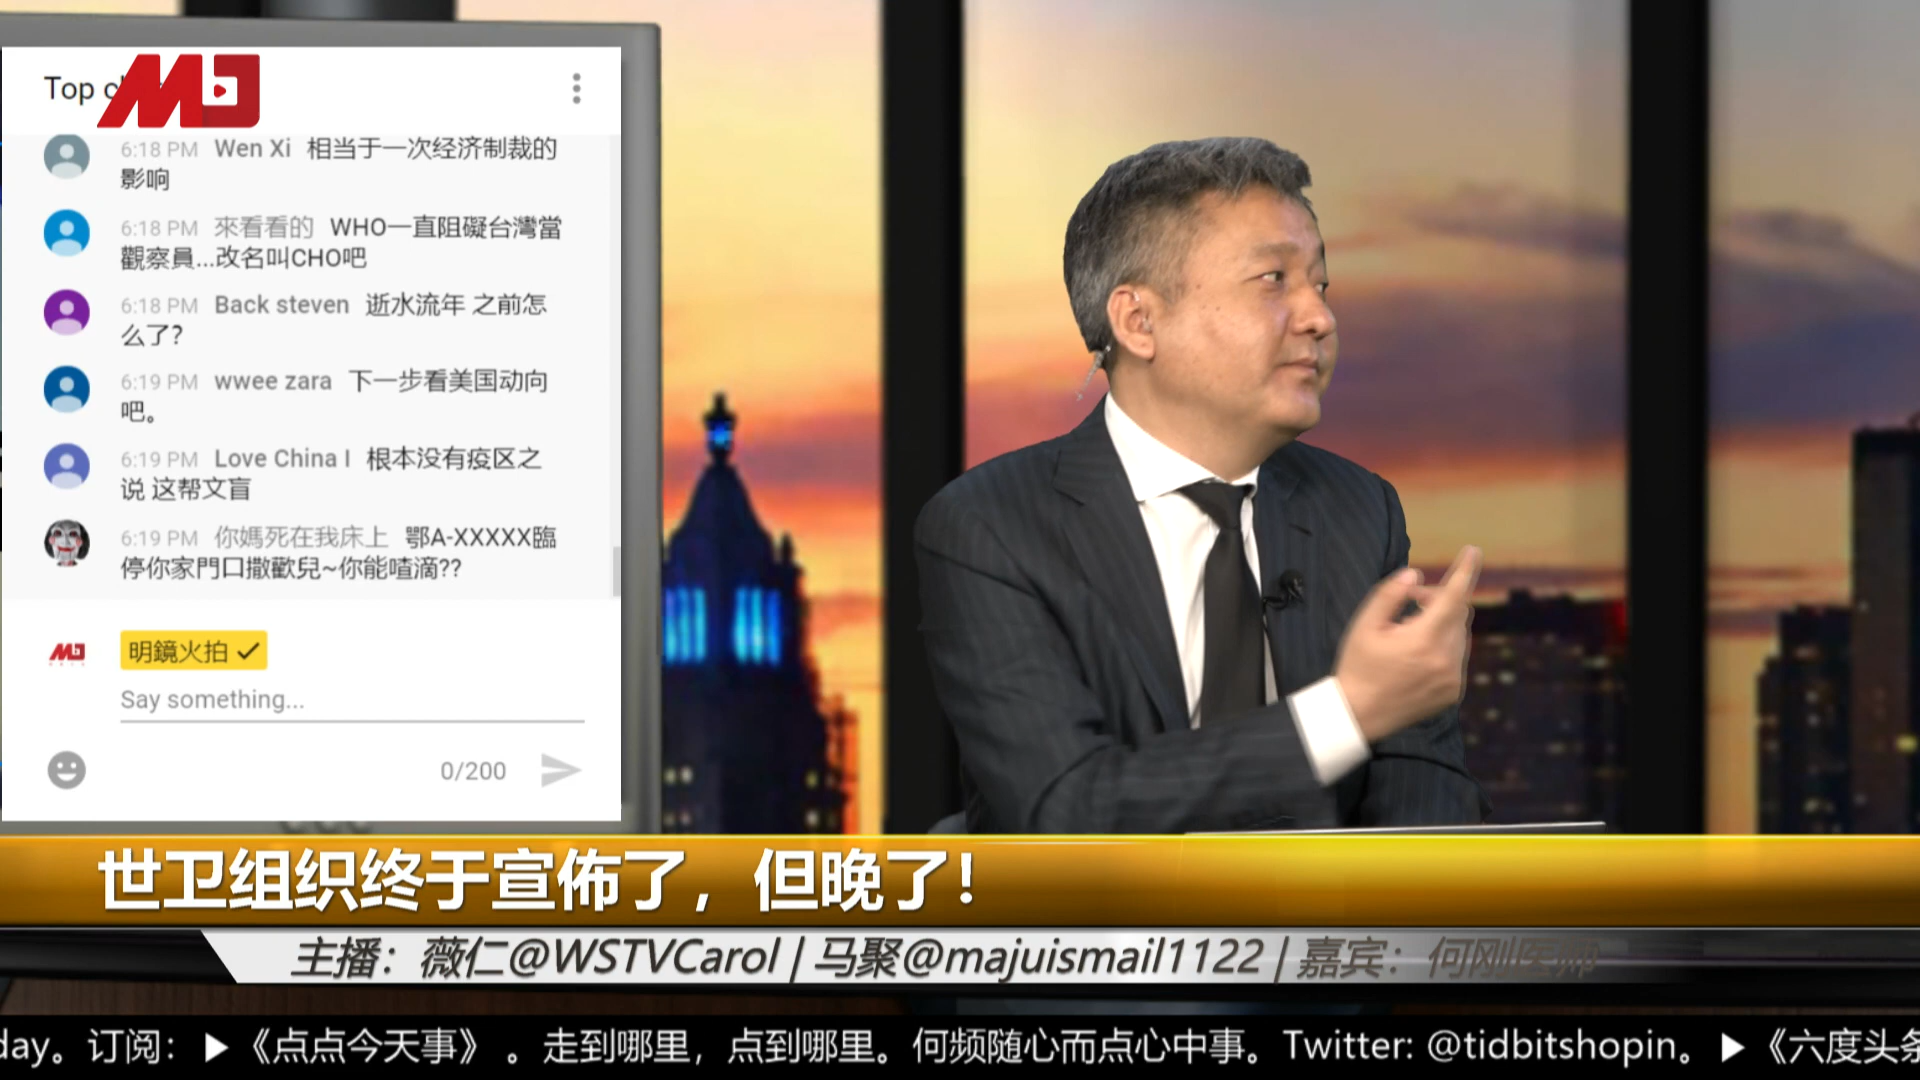 Top
6:18 PM Wen Xi 相当于一次经济制裁的
影响
6:18 PM 來看看的 WHO一直阻礙台灣當
觀察員...改名叫CHO吧
6:18 PM Back steven 逝水流年 之前怎
么了?
6:19 PM wwee zara 下一步看美国动向
吧。
6:19 PM Love China I 根本没有疫区之
说 这帮文盲
6:19 PM 你媽死在我床上 鄂A-XXXXX臨
停你家門口撒歡兒~你能喳滴??
明鏡火拍
Say something...
0/200
世卫组织终于宣佈了，但晚了！
主播：薇仁@WSTVCarol | 马聚@majuismail1122 | 嘉宾：何刚医师
day。订阅：▶《点点今天事》 。走到哪里，点到哪里。何频随心而点心中事。Twitter: @tidbitshopin。▶《六度头条